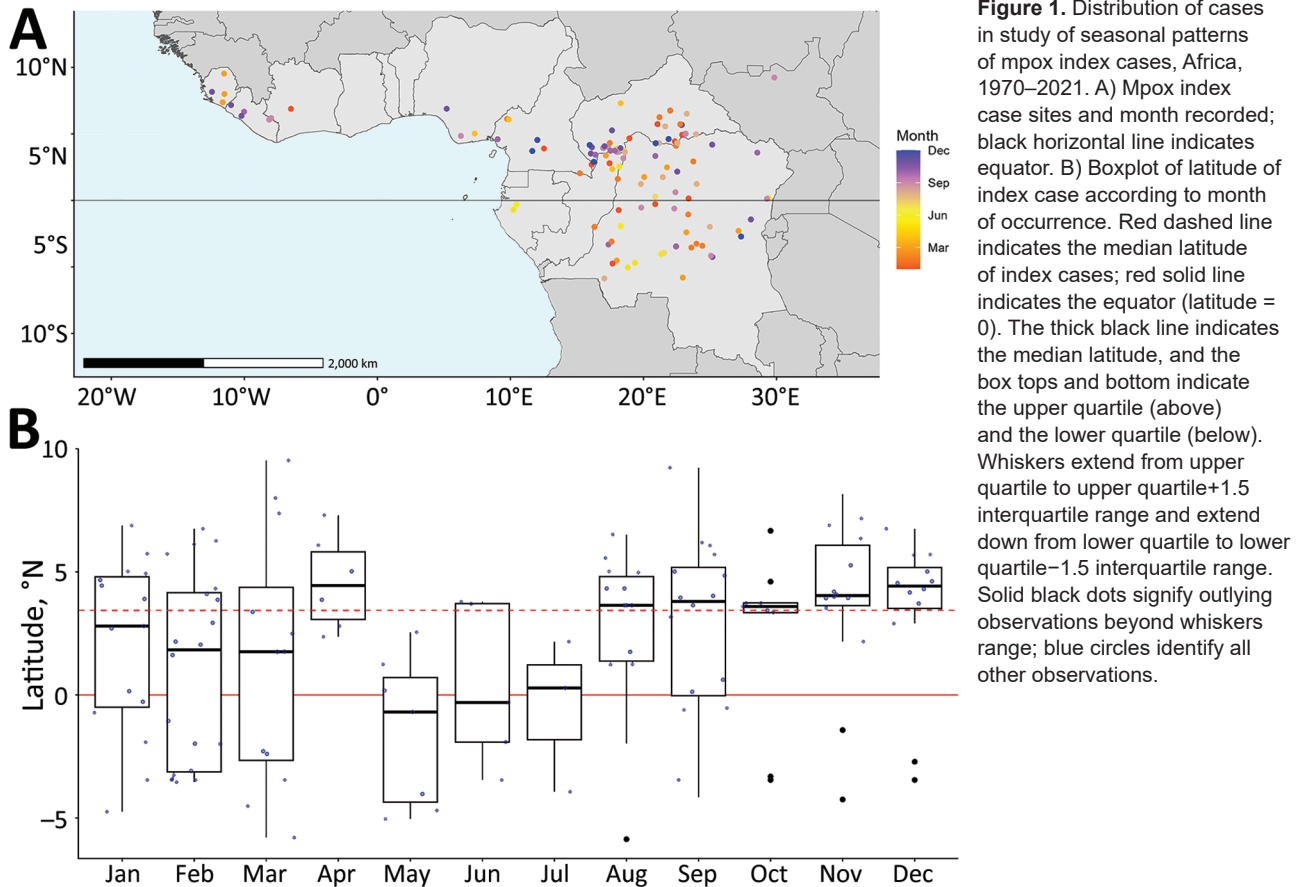 A
10°N
5°N
5°S
10°S
2,000 km
20°W
10°W
0°
10°E
20°E
30°E
Month
Dec
Sep
Jun
Mar
B
Latitude, °N
10
5
0
−5
Jan
Feb
Mar
Apr
May
Jun
Jul
Aug
Sep
Oct
Nov
Dec
Figure 1. Distribution of cases
in study of seasonal patterns
of mpox index cases, Africa,
1970–2021. A) Mpox index
case sites and month recorded;
black horizontal line indicates
equator. B) Boxplot of latitude of
index case according to month
of occurrence. Red dashed line
indicates the median latitude
of index cases; red solid line
indicates the equator (latitude =
0). The thick black line indicates
the median latitude, and the
box tops and bottom indicate
the upper quartile (above)
and the lower quartile (below).
Whiskers extend from upper
quartile to upper quartile+1.5
interquartile range and extend
down from lower quartile to lower
quartile−1.5 interquartile range.
Solid black dots signify outlying
observations beyond whiskers
range; blue circles identify all
other observations.